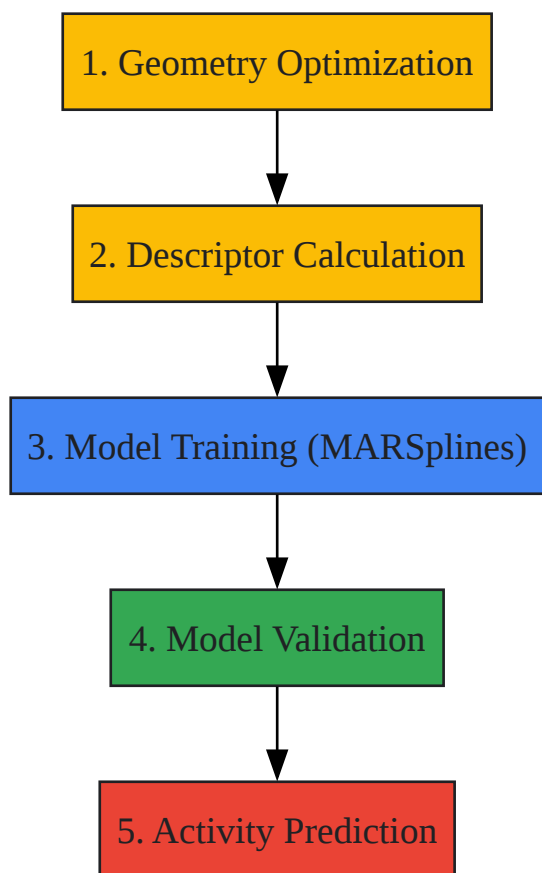 1. Geometry Optimization
2. Descriptor Calculation
3. Model Training (MARSplines)
4. Model Validation
5. Activity Prediction